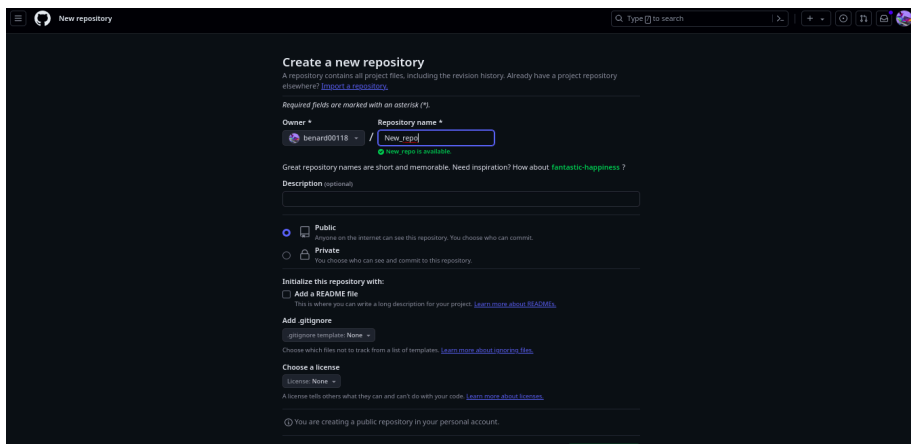 New repository
Type / to search
Create a new repository
A repository contains all project files, including the revision history. Already have a project repository
elsewhere? Import a repository.
Required fields are marked with an asterisk (*).
Owner * Repository name *
benard00118 / New_repo
New_repo is available.
Great repository names are short and memorable. Need inspiration? How about fantastic-happiness ?
Description (optional)
Public
Anyone on the internet can see this repository. You choose who can commit.
Private
You choose who can see and commit to this repository.
Initialize this repository with:
Add a README file
This is where you can write a long description for your project. Learn more about READMEs.
Add .gitignore
.gitignore template: None
Choose which files not to track from a list of templates. Learn more about ignoring files.
Choose a license
License: None
A license tells others what they can and can't do with your code. Learn more about licenses.
You are creating a public repository in your personal account.